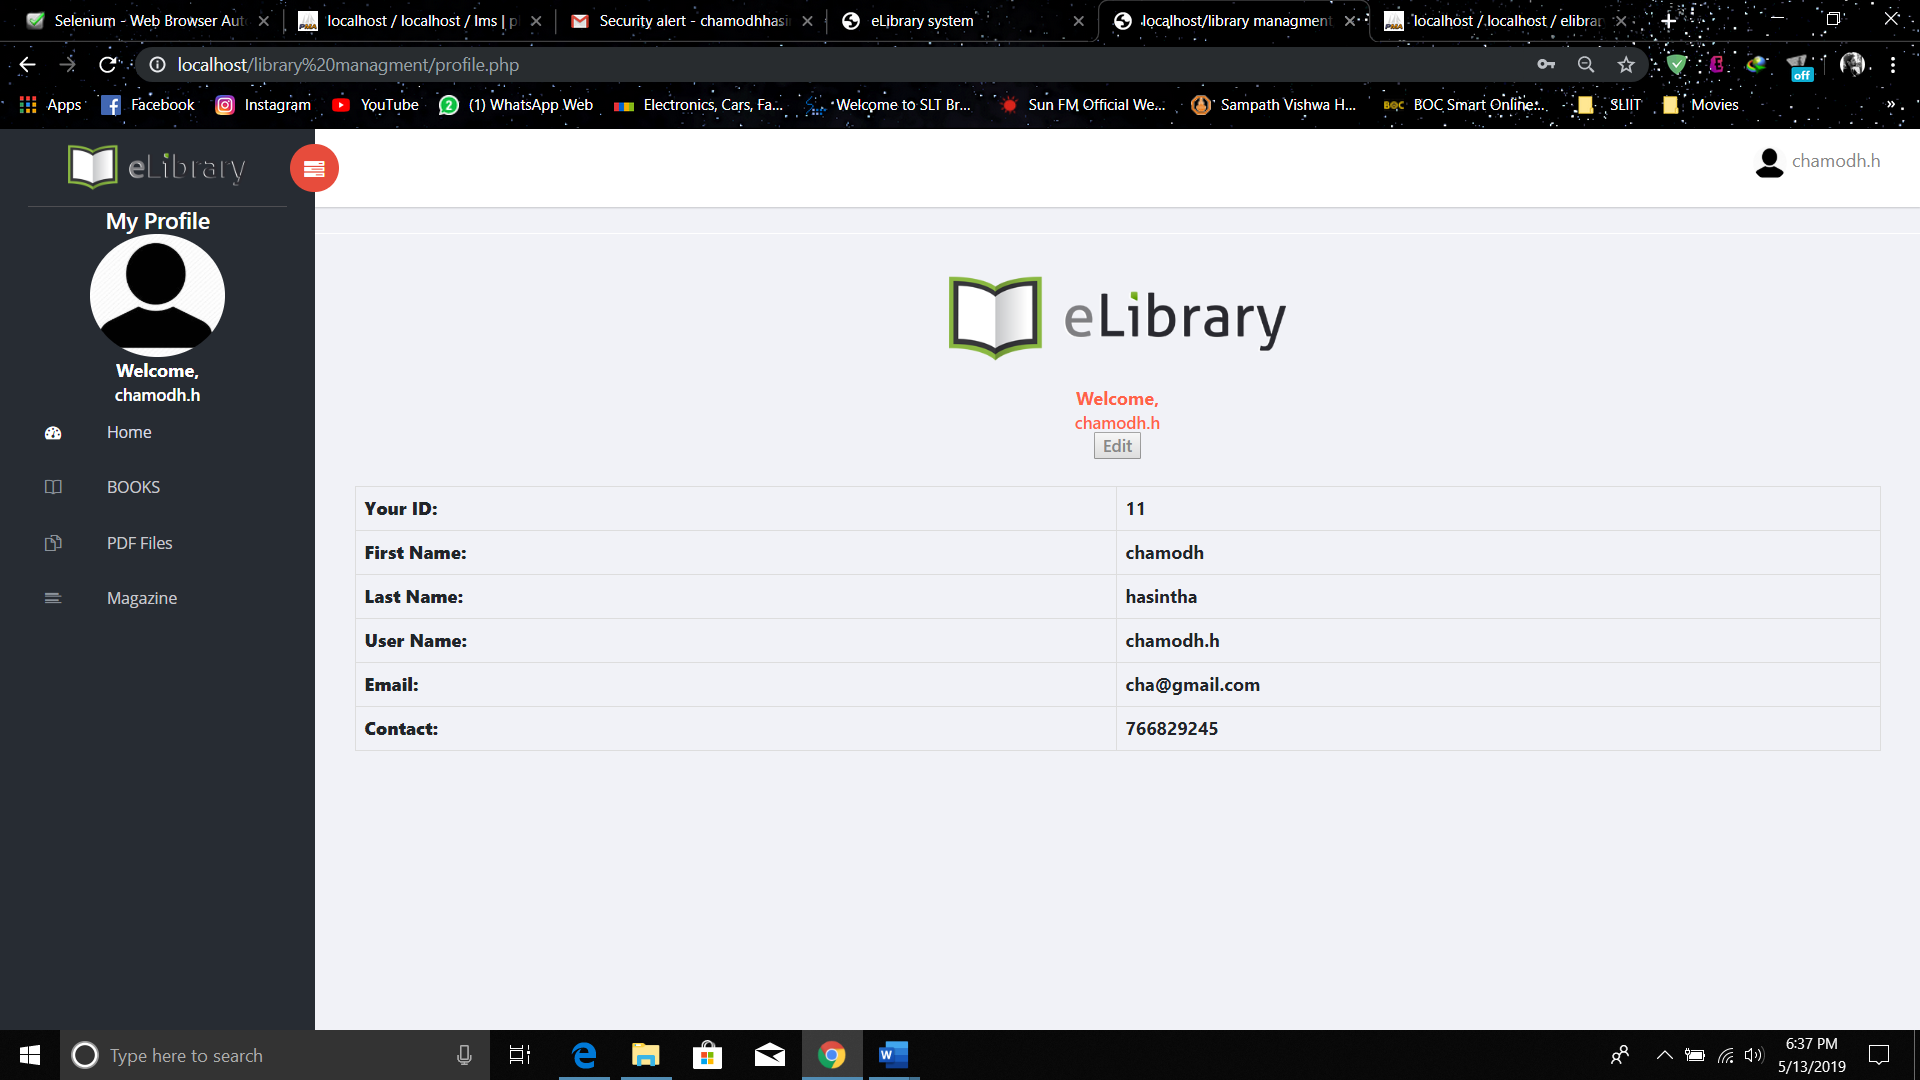 Selenium - Web Browser Aut
localhost / localhost / lms | p
Security alert - chamodhhasi
eLibrary system
localhost/library managment
localhost / localhost / elibrar
localhost/library%20managment/profile.php
off
Apps
Facebook
Instagram
YouTube
2
(1) WhatsApp Web
Electronics, Cars, Fa...
Welcome to SLT Br...
Sun FM Official We...
Sampath Vishwa H...
BOC
BOC Smart Online...
SLIIT
Movies
»
eLibrary
chamodh.h
My Profile
Welcome,
chamodh.h
Home
BOOKS
PDF Files
Magazine
eLibrary
Welcome,
chamodh.h
Edit
Your ID: 11
First Name: chamodh
Last Name: hasintha
User Name: chamodh.h
Email: cha@gmail.com
Contact: 766829245
Type here to search
6:37 PM
5/13/2019